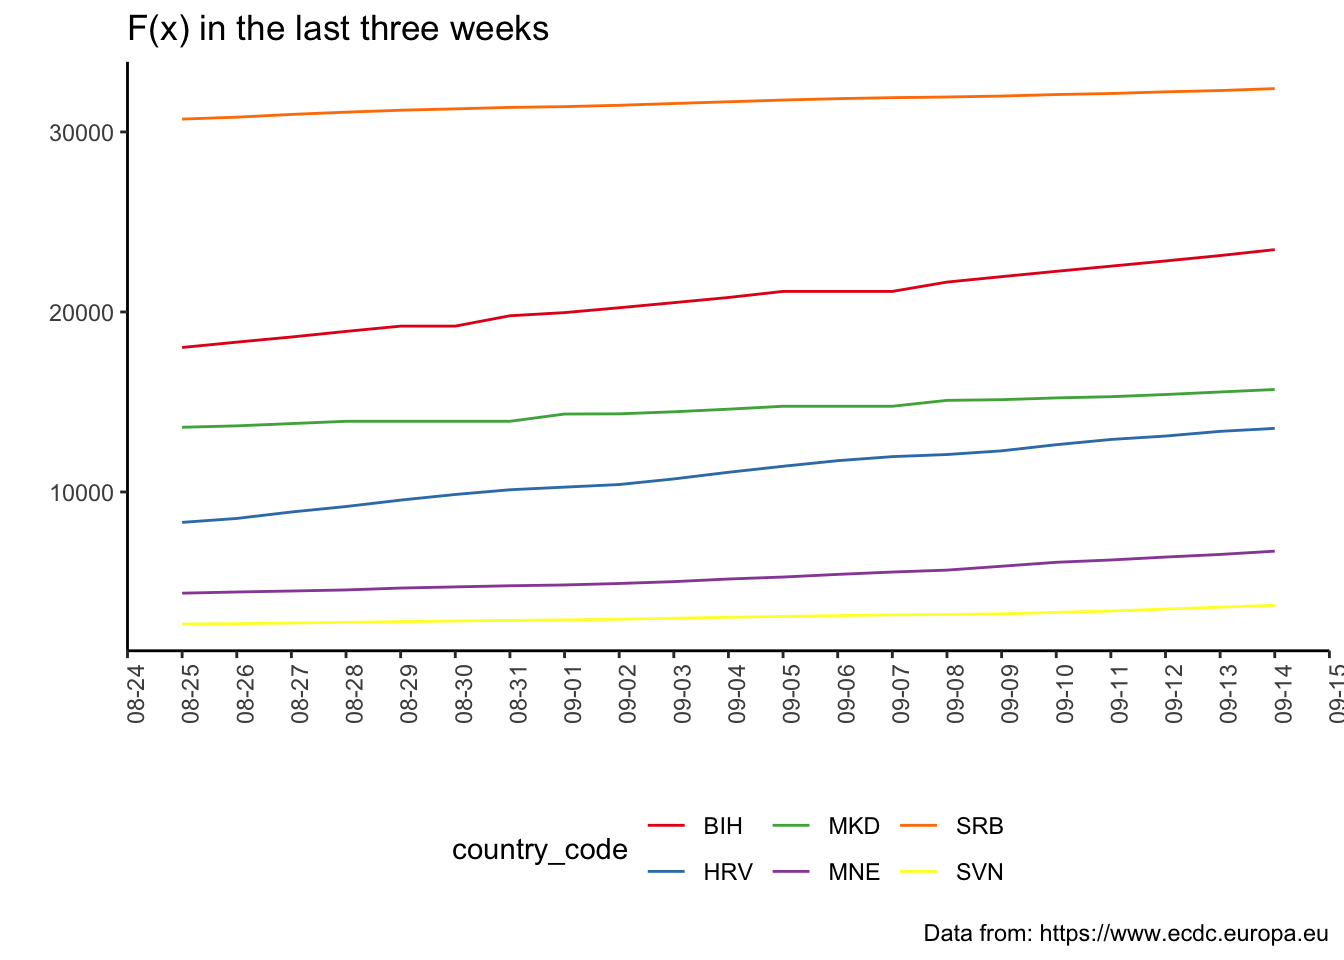 F(x) in the last three weeks
30000
20000
10000
08-24 08-25 08-26 08-27 08-28 08-29 08-30 08-31 09-01 09-02 09-03 09-04 09-05 09-06 09-07 09-08 09-09 09-10 09-11 09-12 09-13 09-14 09-15
BIH MKD SRB
country_code
HRV MNE SVN
Data from: https://www.ecdc.europa.eu